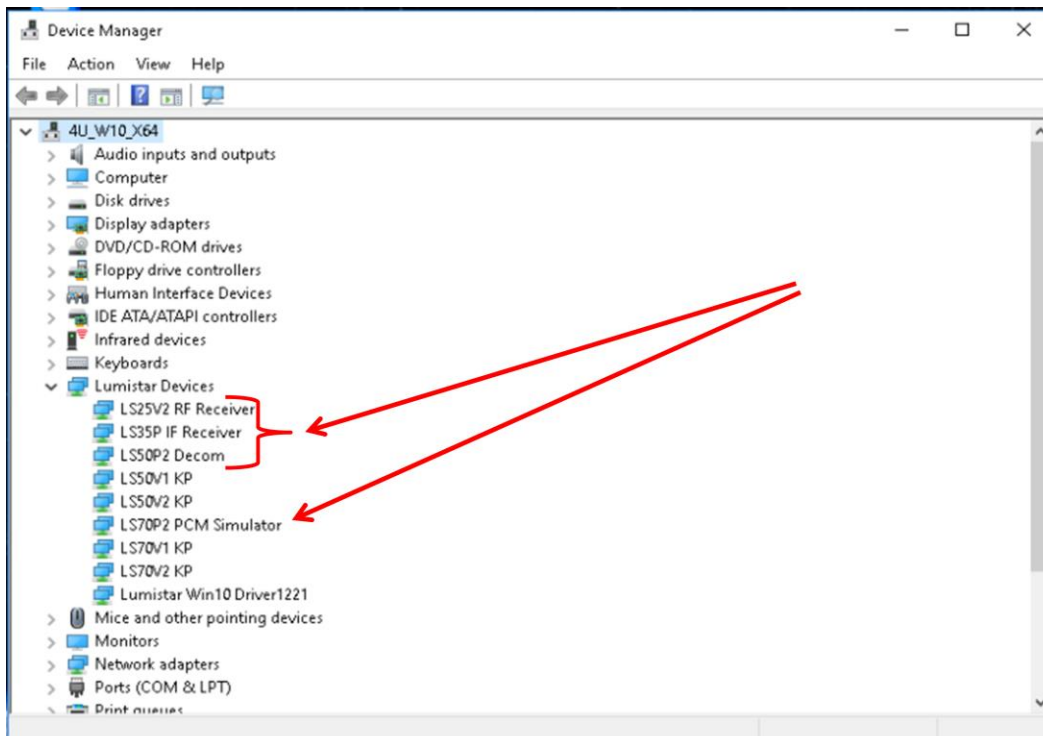 Device Manager
File Action View Help
4U_W10_X64
Audio inputs and outputs
Computer
Disk drives
Display adapters
DVD/CD-ROM drives
Floppy drive controllers
Human Interface Devices
IDE ATA/ATAPI controllers
Infrared devices
Keyboards
Lumistar Devices
LS25V2 RF Receiver
LS35P IF Receiver
LS50P2 Decom
LS50V1 KP
LS50V2 KP
LS70P2 PCM Simulator
LS70V1 KP
LS70V2 KP
Lumistar Win10 Driver1221
Mice and other pointing devices
Monitors
Network adapters
Ports (COM & LPT)
Print queues